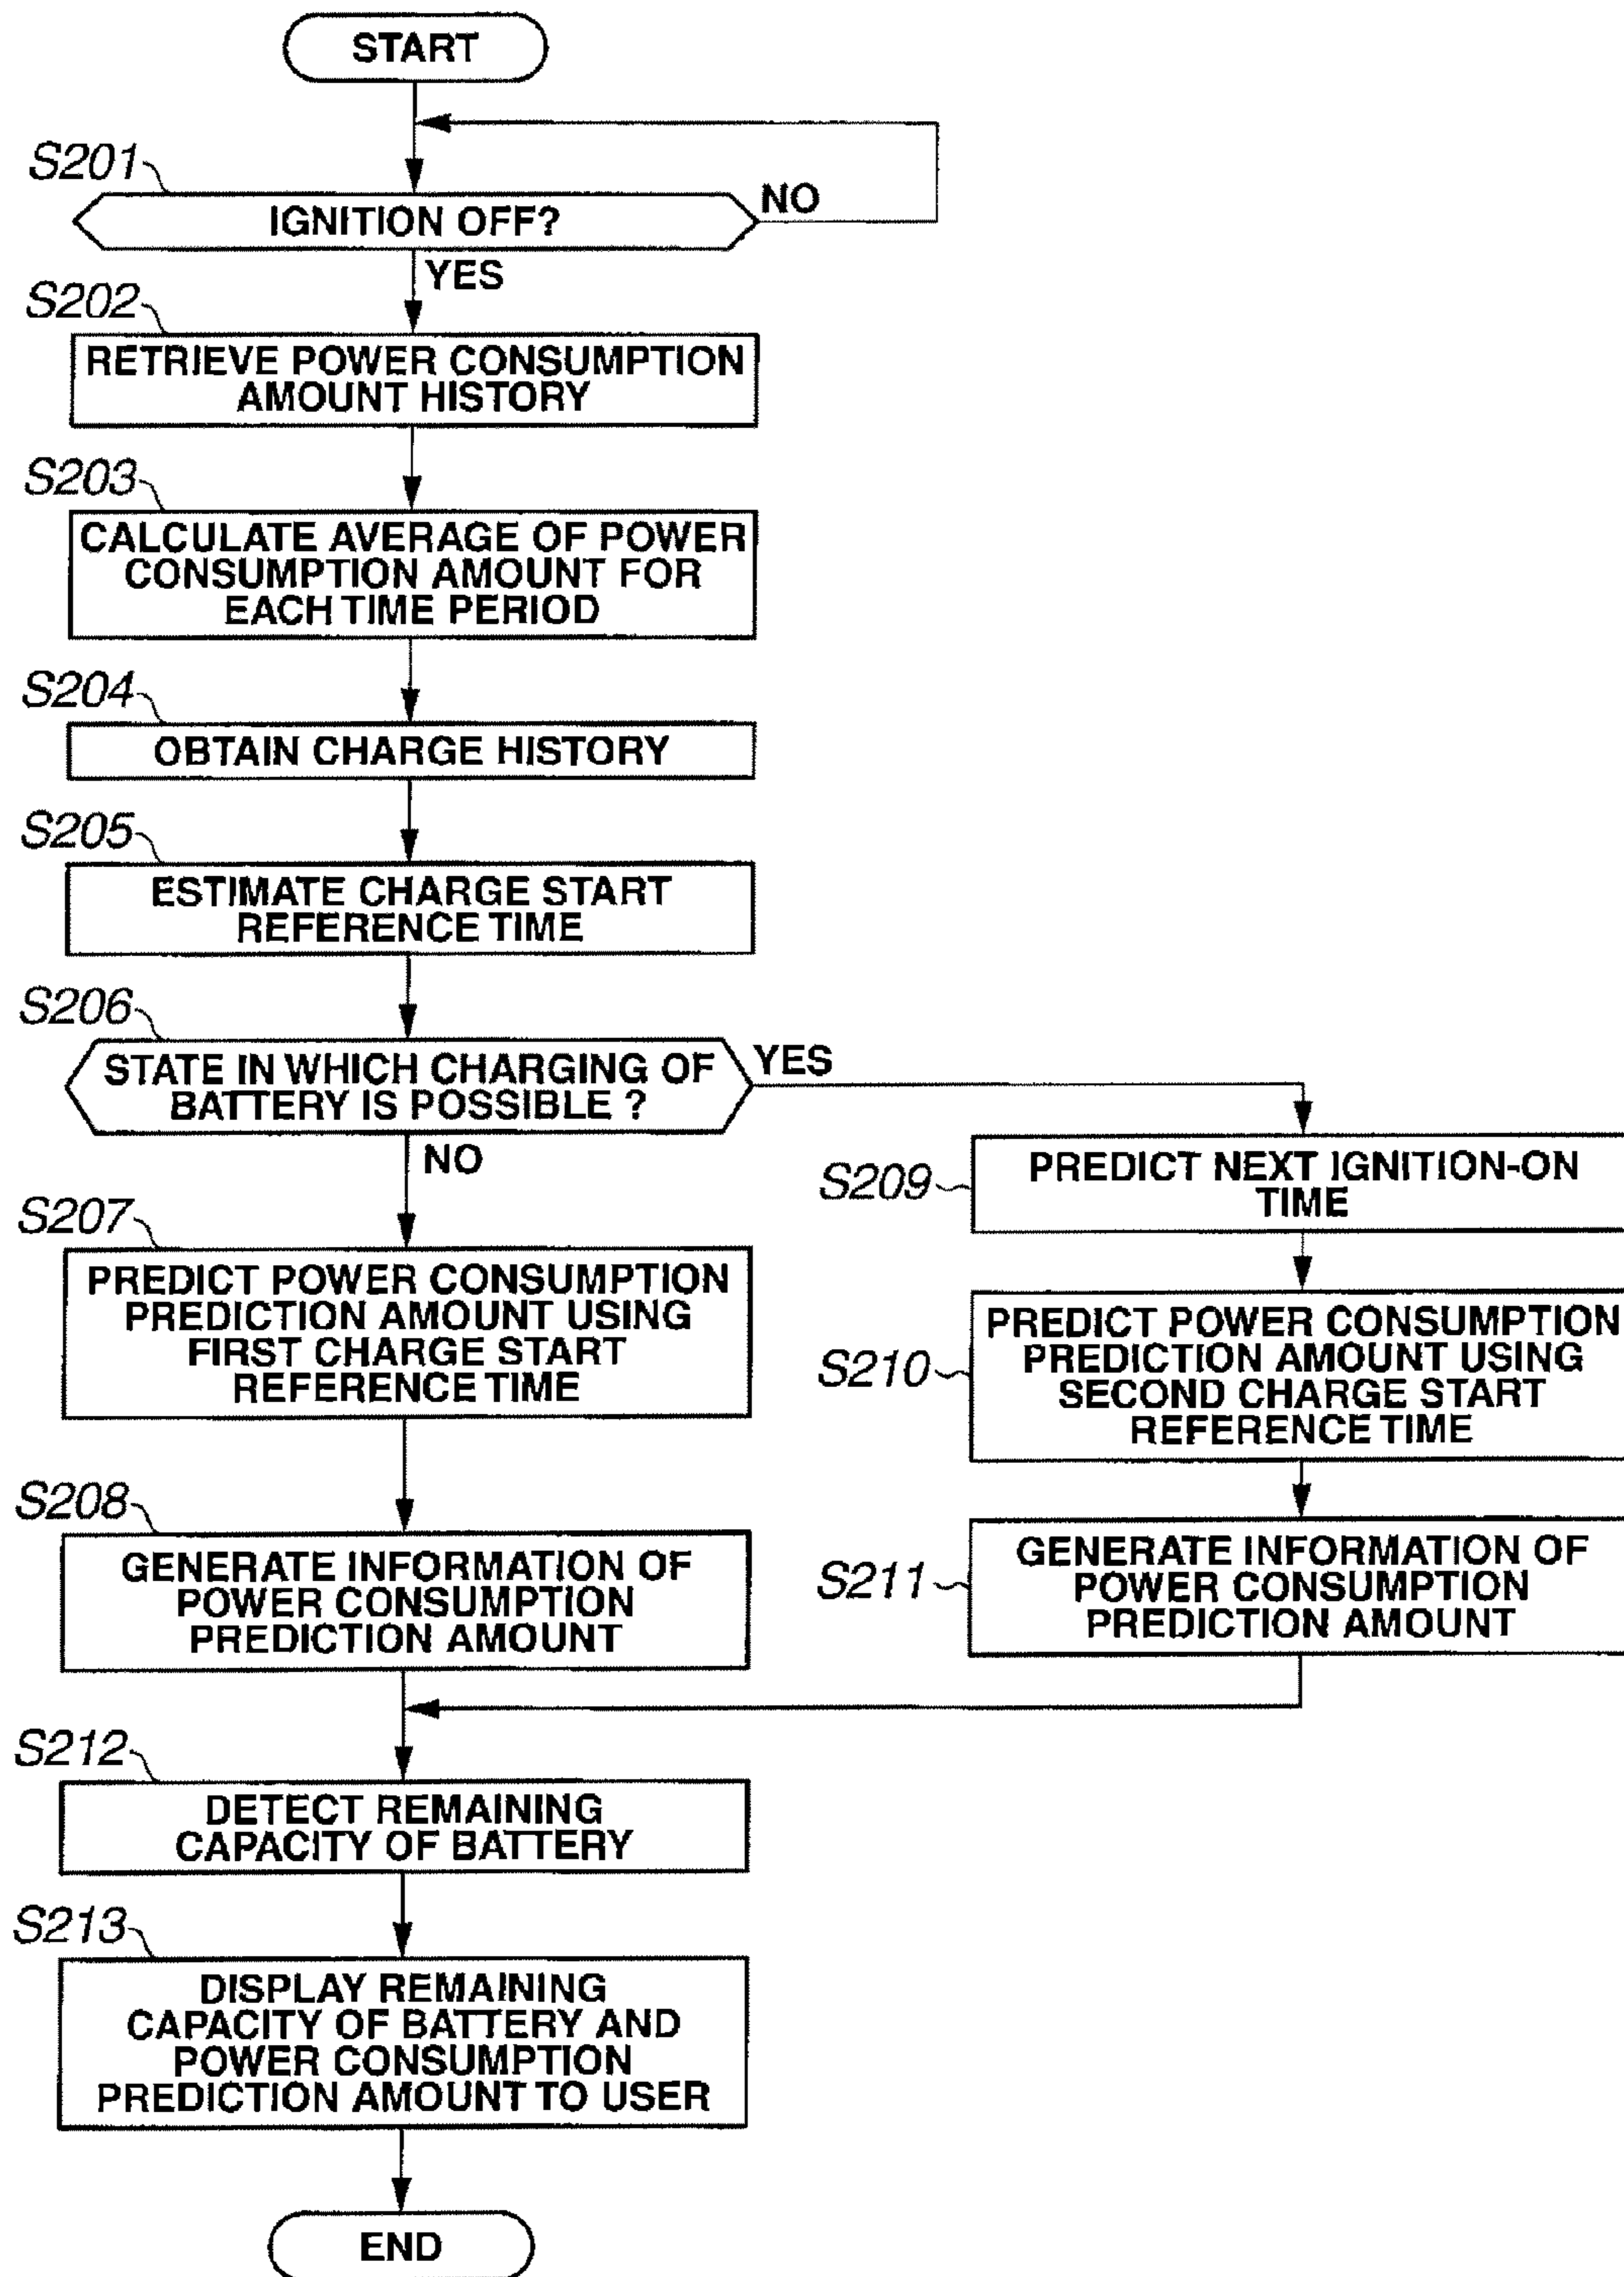 START
S201
IGNITION OFF?
NO
YES
S202
RETRIEVE POWER CONSUMPTION
AMOUNT HISTORY
S203
CALCULATE AVERAGE OF POWER
CONSUMPTION AMOUNT FOR
EACH TIME PERIOD
S204
OBTAIN CHARGE HISTORY
S205
ESTIMATE CHARGE START
REFERENCE TIME
S206
STATE IN WHICH CHARGING OF
BATTERY IS POSSIBLE ?
YES
NO
S207
PREDICT POWER CONSUMPTION
PREDICTION AMOUNT USING
FIRST CHARGE START
REFERENCE TIME
S208
GENERATE INFORMATION OF
POWER CONSUMPTION
PREDICTION AMOUNT
S209
PREDICT NEXT IGNITION-ON
TIME
S210
PREDICT POWER CONSUMPTION
PREDICTION AMOUNT USING
SECOND CHARGE START
REFERENCE TIME
S211
GENERATE INFORMATION OF
POWER CONSUMPTION
PREDICTION AMOUNT
S212
DETECT REMAINING
CAPACITY OF BATTERY
S213
DISPLAY REMAINING
CAPACITY OF BATTERY AND
POWER CONSUMPTION
PREDICTION AMOUNT TO USER
END